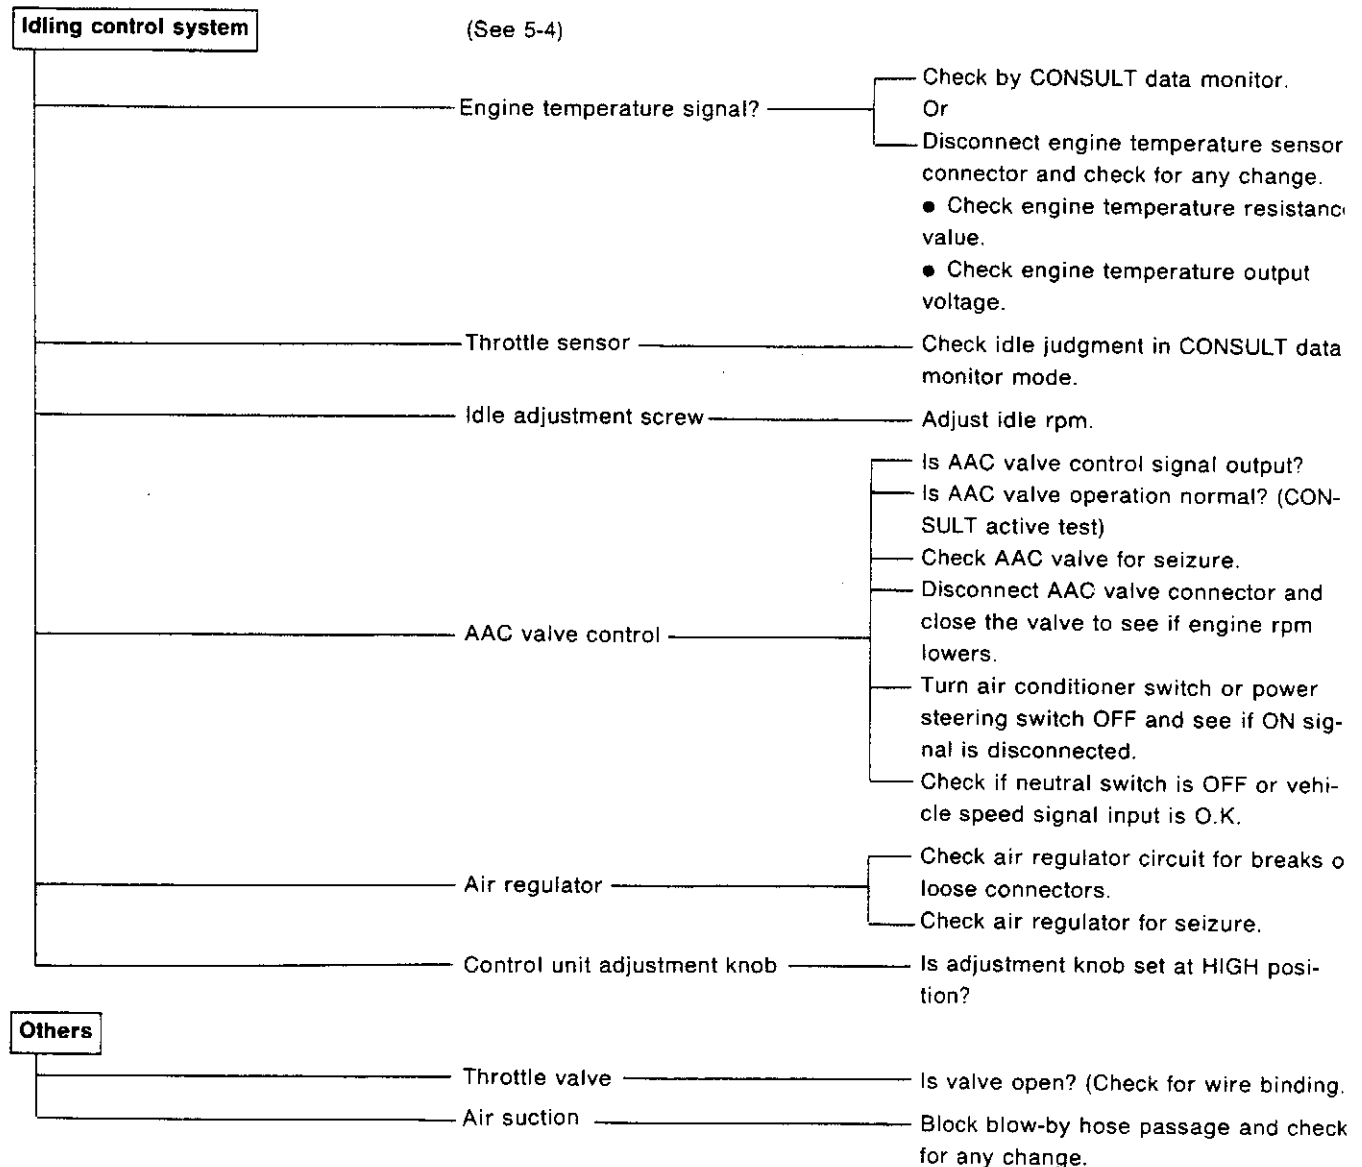 Idling control system
(See 5-4)
Engine temperature signal?
Check by CONSULT data monitor.
Or
Disconnect engine temperature sensor
connector and check for any change.
● Check engine temperature resistanc
value.
● Check engine temperature output
voltage.
Throttle sensor
Check idle judgment in CONSULT data
monitor mode.
Idle adjustment screw
Adjust idle rpm.
AAC valve control
Is AAC valve control signal output?
Is AAC valve operation normal? (CON-
SULT active test)
Check AAC valve for seizure.
Disconnect AAC valve connector and
close the valve to see if engine rpm
lowers.
Turn air conditioner switch or power
steering switch OFF and see if ON sig-
nal is disconnected.
Check if neutral switch is OFF or vehi-
cle speed signal input is O.K.
Air regulator
Check air regulator circuit for breaks o
loose connectors.
Check air regulator for seizure.
Control unit adjustment knob
Is adjustment knob set at HIGH posi-
tion?
Others
Throttle valve
Is valve open? (Check for wire binding.
Air suction
Block blow-by hose passage and check
for any change.